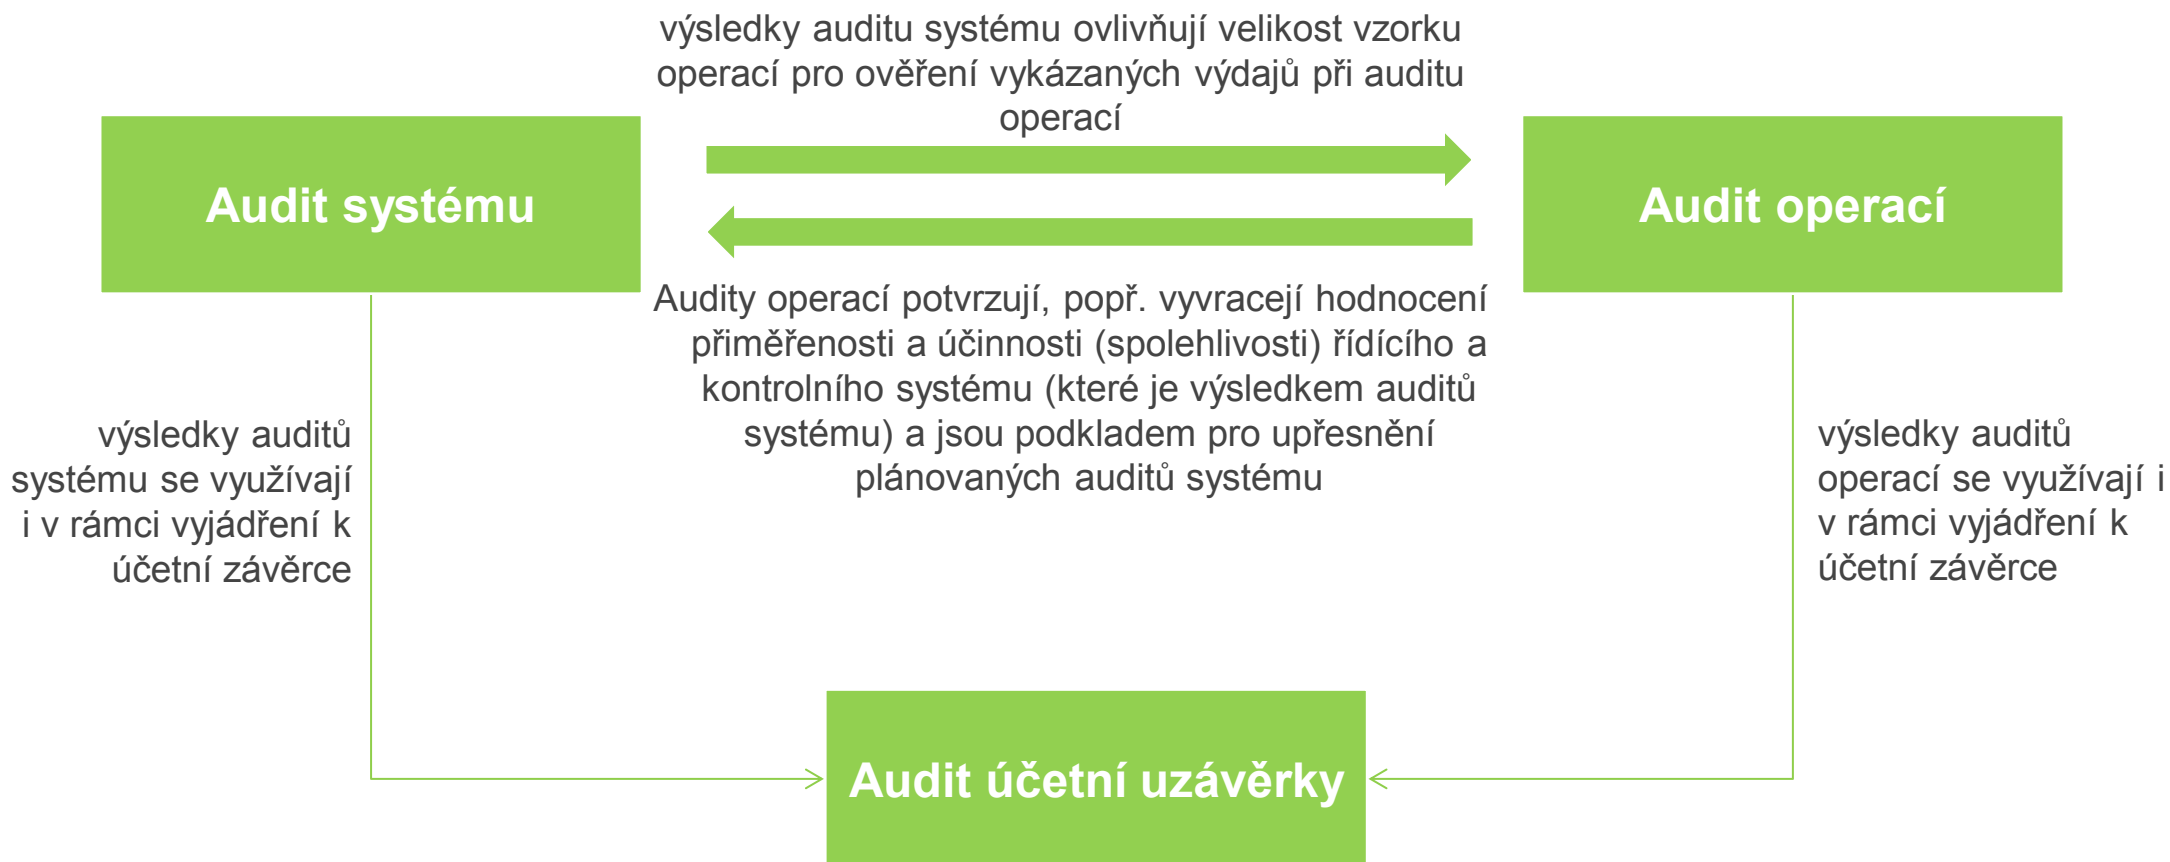 výsledky auditu systému ovlivňují velikost vzorku
operací pro ověření vykázaných výdajů při auditu
operací
Audit systému
Audit operací
Audity operací potvrzují, popř. vyvracejí hodnocení
přiměřenosti a účinnosti (spolehlivosti) řídícího a
kontrolního systému (které je výsledkem auditů
systému) a jsou podkladem pro upřesnění
plánovaných auditů systému
výsledky auditů
systému se využívají
i v rámci vyjádření k
účetní závěrce
výsledky auditů
operací se využívají i
v rámci vyjádření k
účetní závěrce
Audit účetní uzávěrky